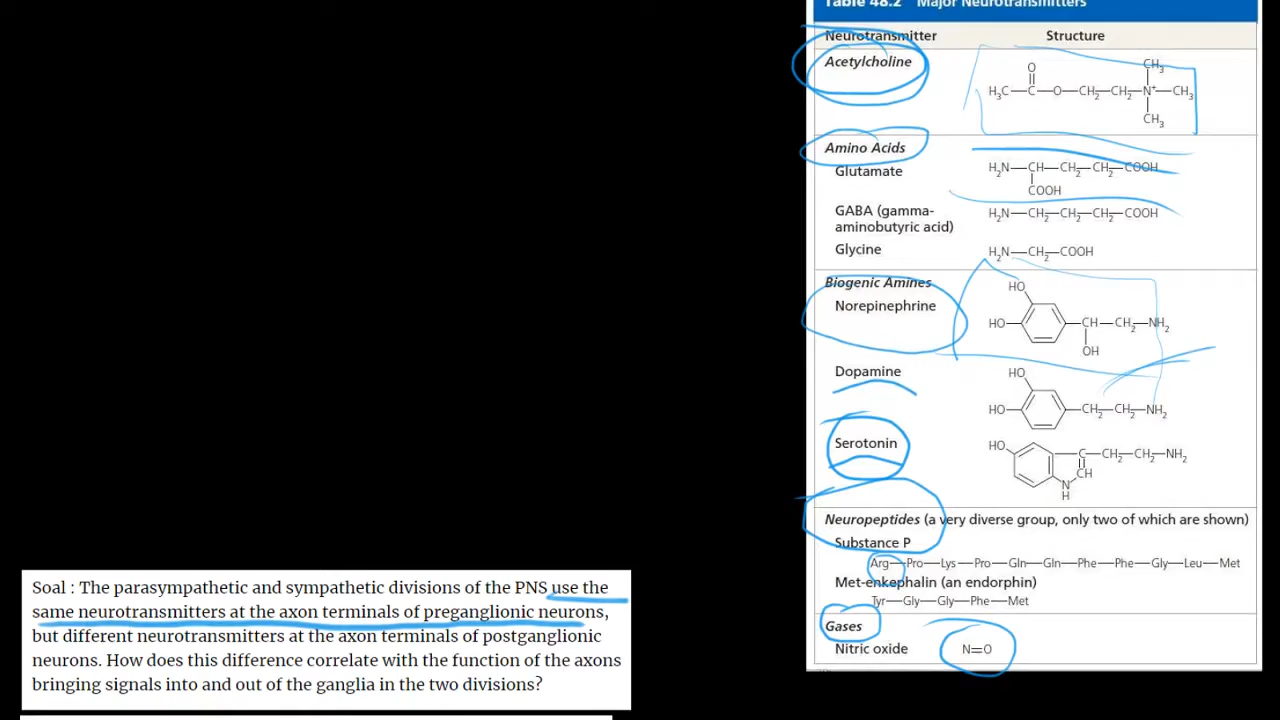 Table 48.2 Major Neurotransmitters
Neurotransmitter Structure
Acetylcholine
O
CH3
H3C—C—O—CH2—CH2—N+—CH3
CH3
Amino Acids
Glutamate
H2N—CH—CH2—CH2—COOH
COOH
GABA (gamma-
aminobutyric acid)
H2N—CH2—CH2—CH2—COOH
Glycine
H2N—CH2—COOH
Biogenic Amines
Norepinephrine
HO
HO
CH—CH2—NH2
OH
Dopamine
HO
HO
CH2—CH2—NH2
Serotonin
HO
C—CH2—CH2—NH2
CH
N
H
Neuropeptides (a very diverse group, only two of which are shown)
Substance P
Arg—Pro—Lys—Pro—Gln—Gln—Phe—Phe—Gly—Leu—Met
Met-enkephalin (an endorphin)
Tyr—Gly—Gly—Phe—Met
Gases
Nitric oxide N=O
Soal : The parasympathetic and sympathetic divisions of the PNS use the
same neurotransmitters at the axon terminals of preganglionic neurons,
but different neurotransmitters at the axon terminals of postganglionic
neurons. How does this difference correlate with the function of the axons
bringing signals into and out of the ganglia in the two divisions?